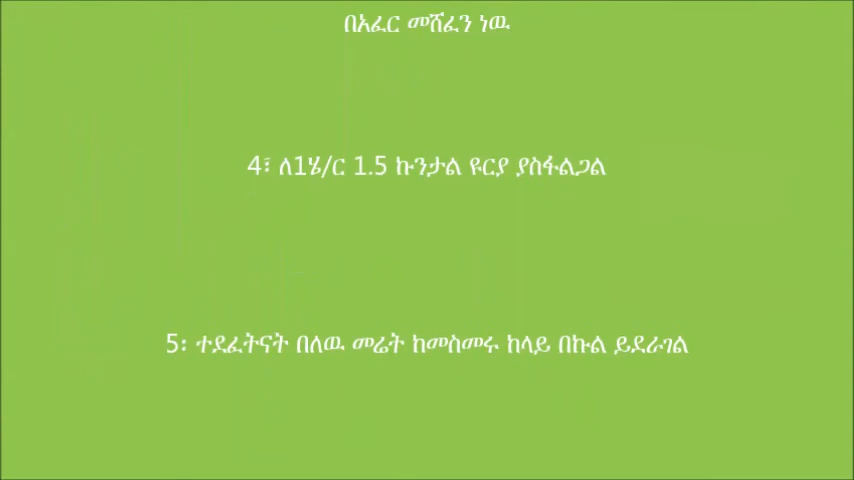 በአፈር መሸፈን ነዉ
4፣ ለ1ሄ/ር 1.5 ኩንታል ዩርያ ያስፋልጋል
5፡ ተደፈትናት በለዉ መሬት ከመስመሩ ከላይ በኩል ይደራገል